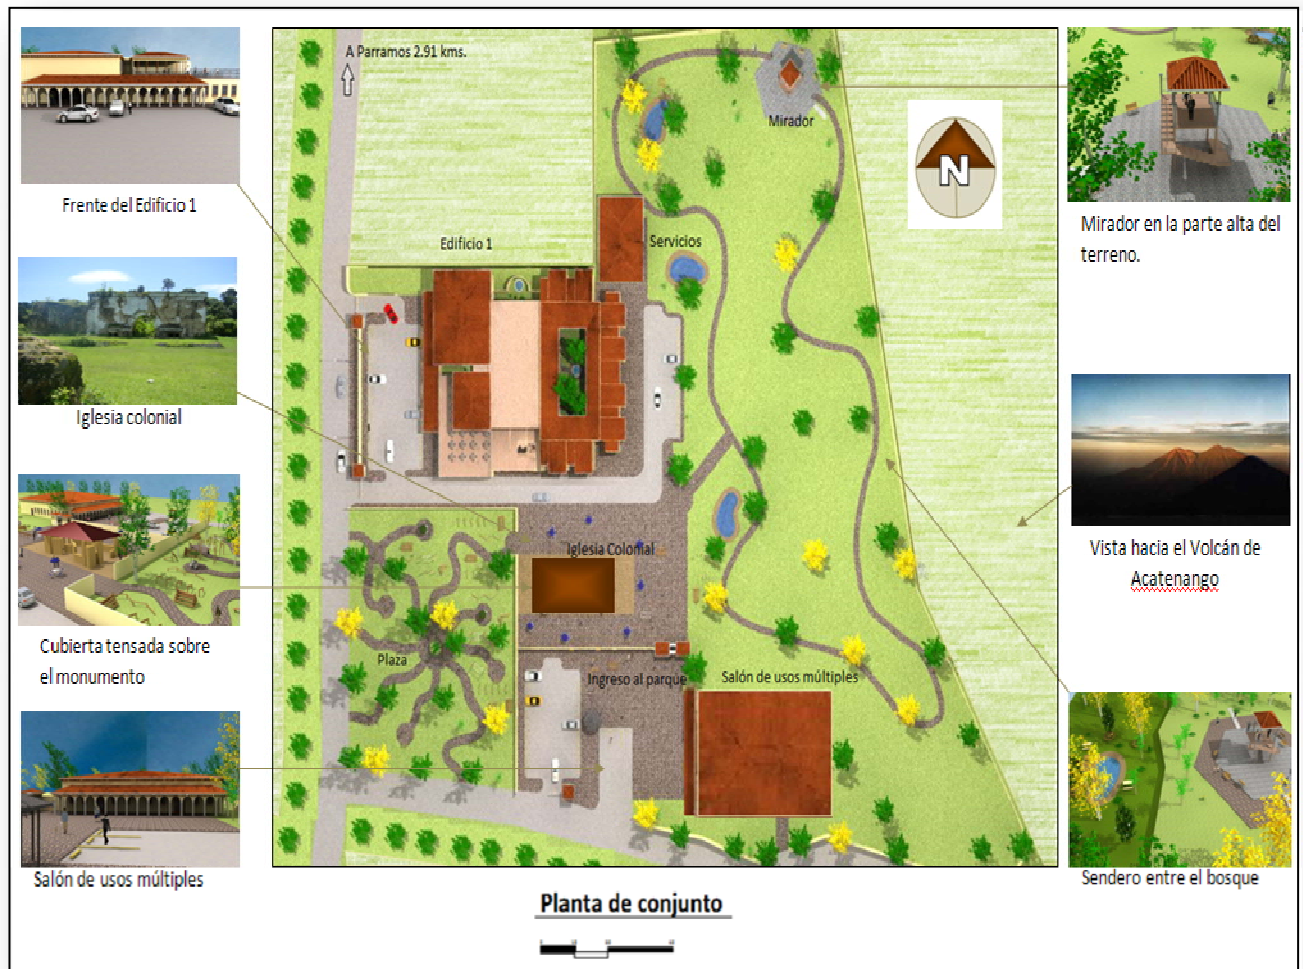 Frente del Edificio 1
Iglesia colonial
Cubierta tensada sobre
el monumento
Salón de usos múltiples
A Parramos 2.91 kms.
Mirador
N
Edificio 1
Servicios
Iglesia Colonial
Plaza
Ingreso al parque
Salón de usos múltiples
Mirador en la parte alta del
terreno.
Vista hacia el Volcán de
Acatenango
Sendero entre el bosque
Planta de conjunto